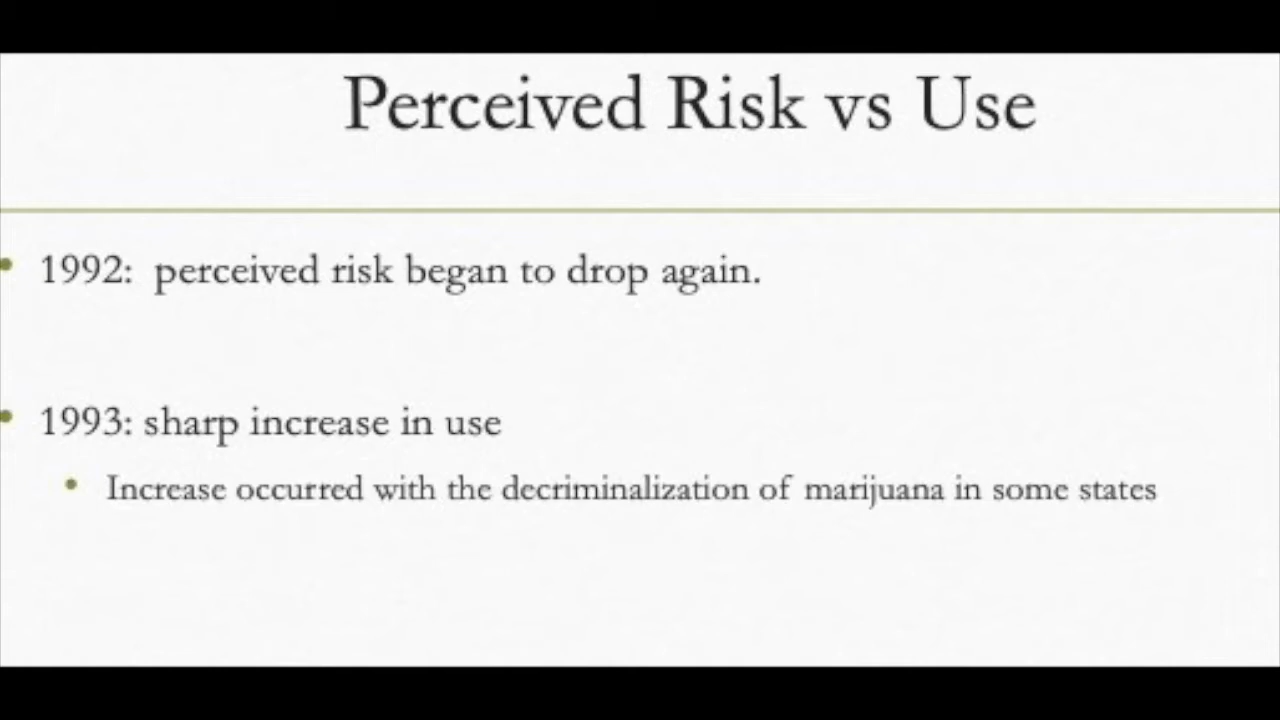 Perceived Risk vs Use
• 1992:  perceived risk began to drop again.
• 1993: sharp increase in use
• Increase occurred with the decriminalization of marijuana in some states